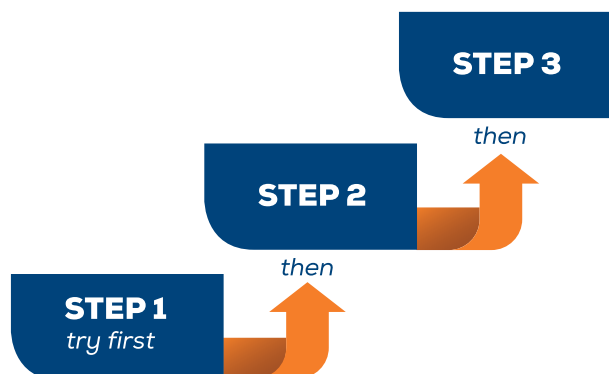 STEP 1
try first
then
STEP 2
then
STEP 3